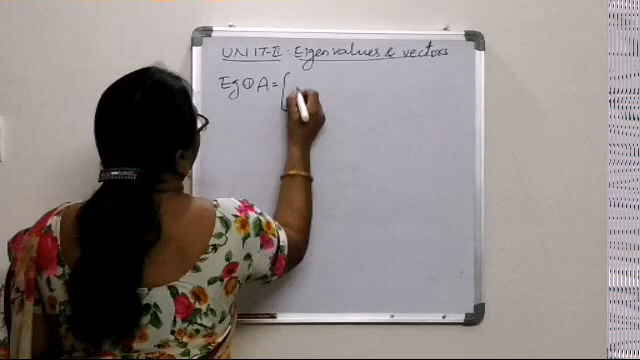 UNIT-II : Eigen values & vectors
Eg① A = [